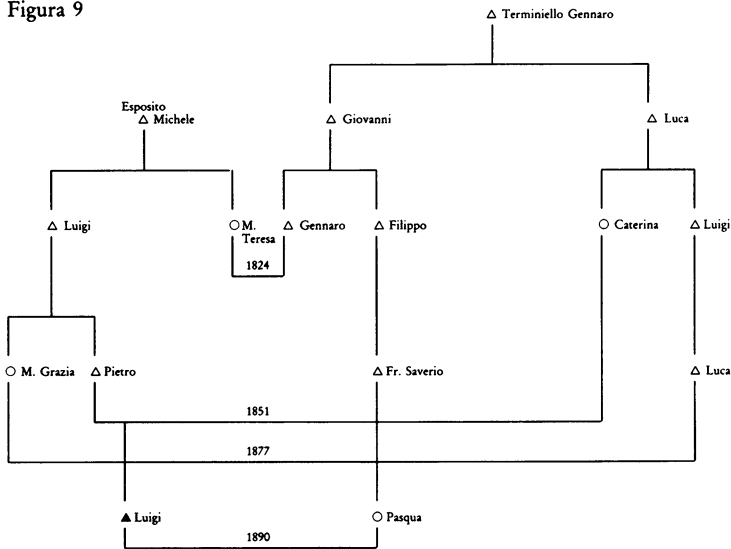 Figura 9
Terminiello Gennaro
Esposito
Michele
Giovanni
Luca
Luigi
M.
Teresa
Gennaro
Filippo
Caterina
Luigi
1824
M. Grazia
Pietro
Fr. Saverio
Luca
1851
1877
Luigi
Pasqua
1890